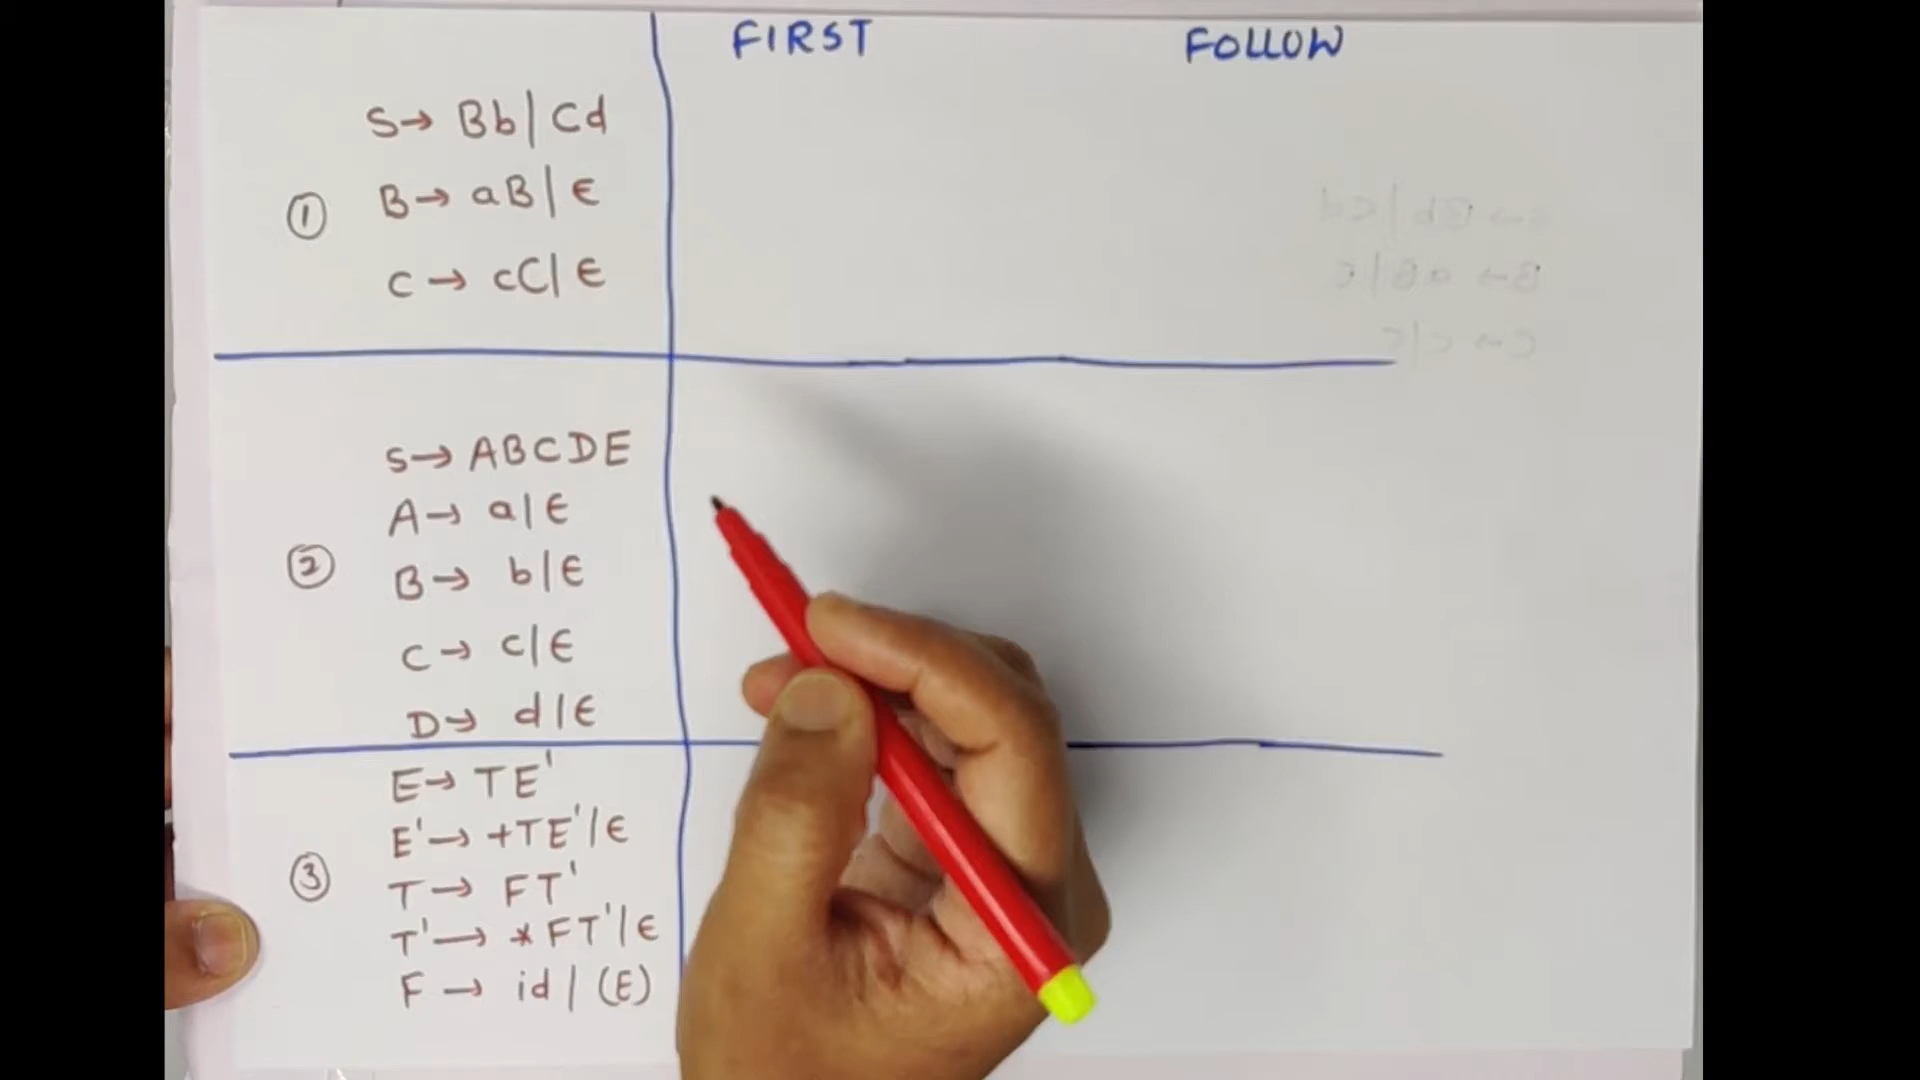 FIRST FOLLOW
S→ Bb|Cd
① B→ aB|ϵ
C→ cC|ϵ
S→ABCDE
A→ a|ϵ
② B→ b|ϵ
C→ c|ϵ
D→ d|ϵ
E→ TE'
E'→ +TE'|ϵ
③ T→ FT'
T'→ *FT'|ϵ
F→ id|(E)